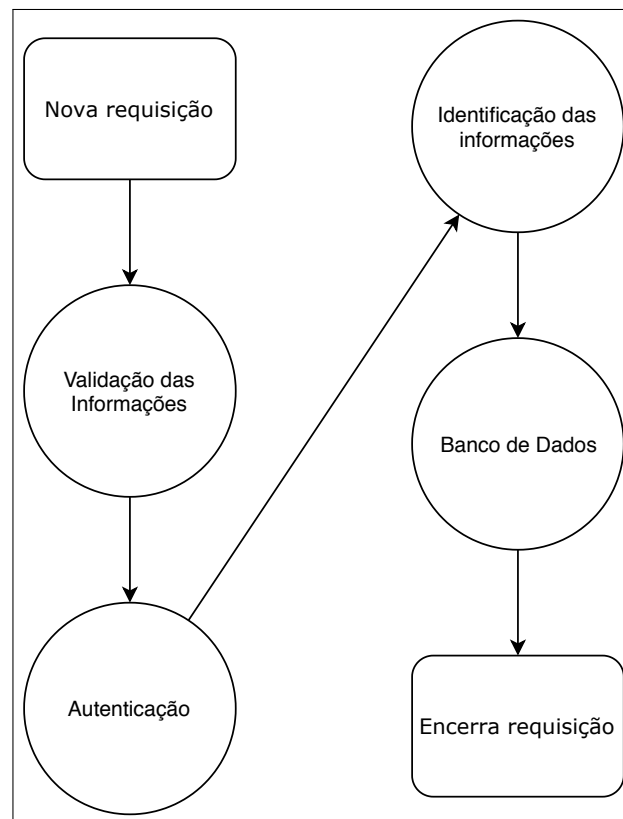 Nova requisição
Validação das
Informações
Autenticação
Identificação das
informações
Banco de Dados
Encerra requisição